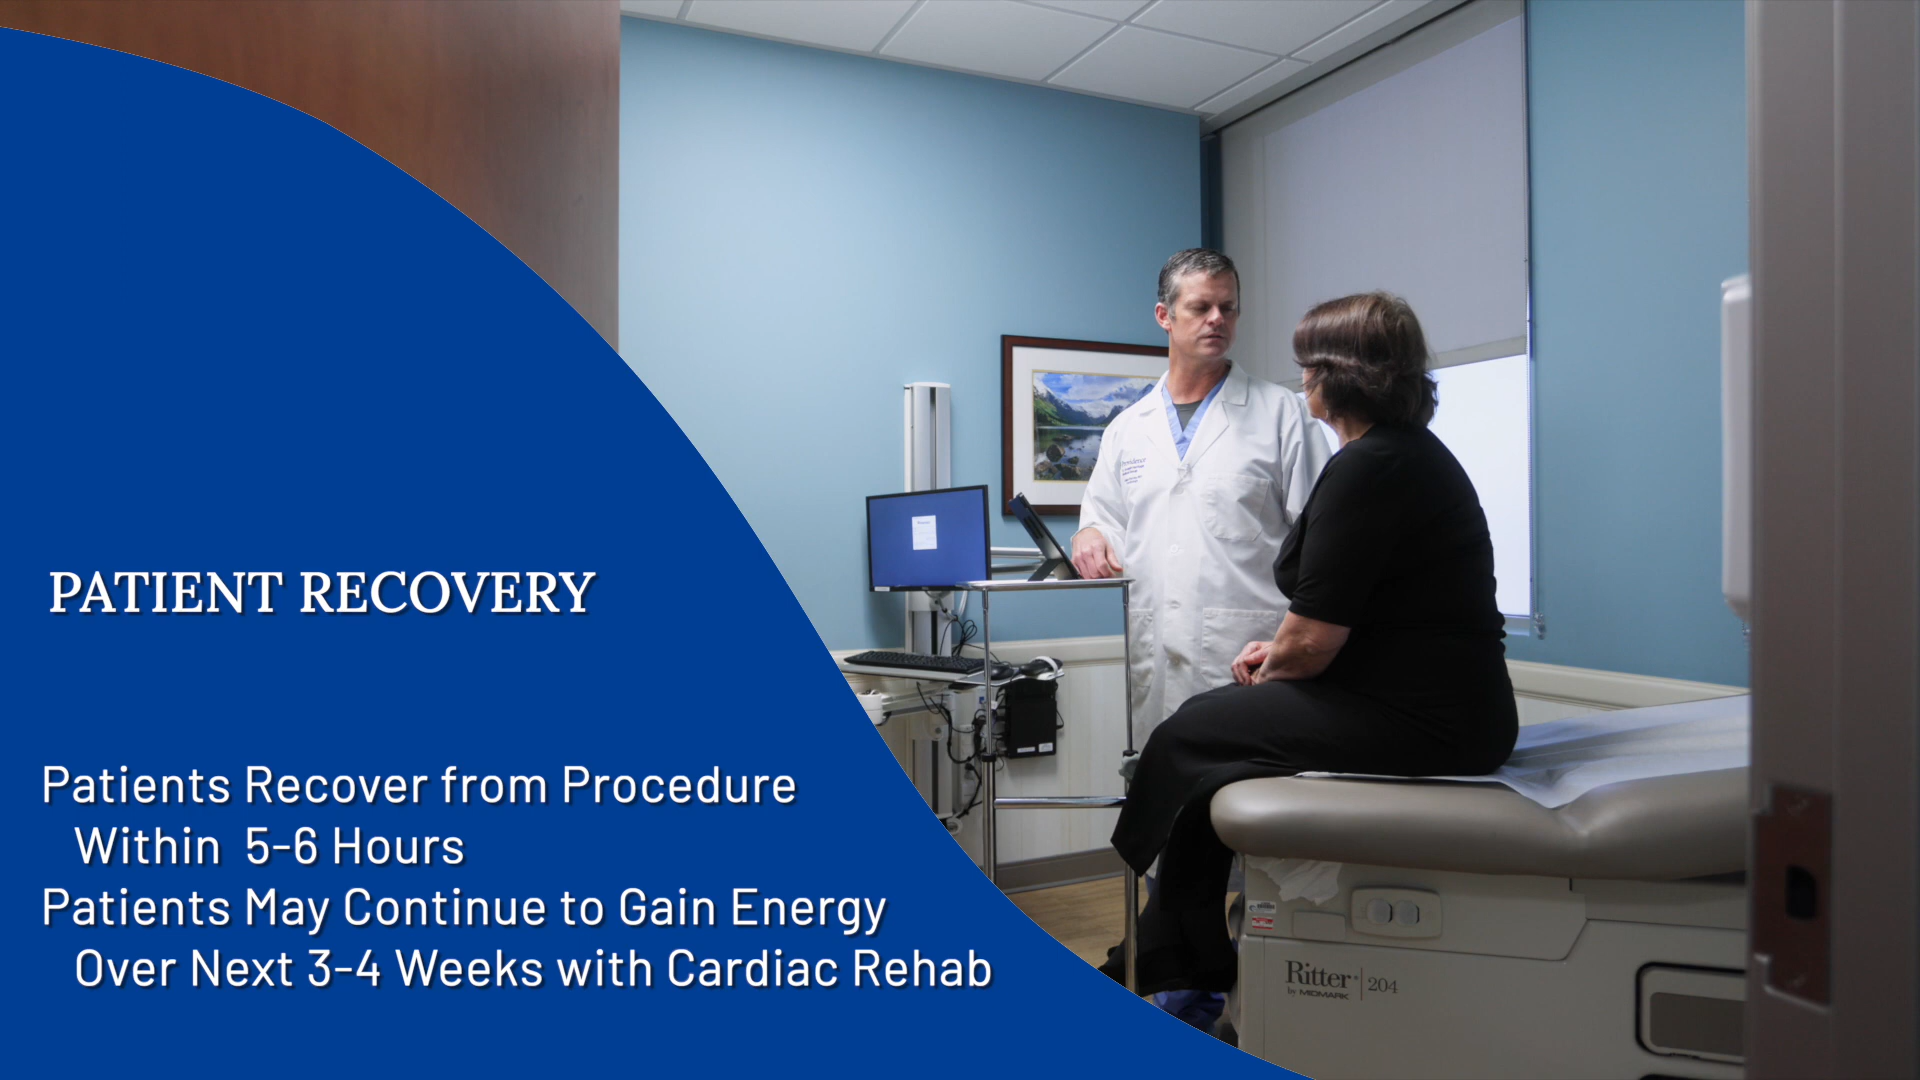 PATIENT RECOVERY
Patients Recover from Procedure
Within 5-6 Hours
Patients May Continue to Gain Energy
Over Next 3-4 Weeks with Cardiac Rehab
Ritter 204
by MIDMARK